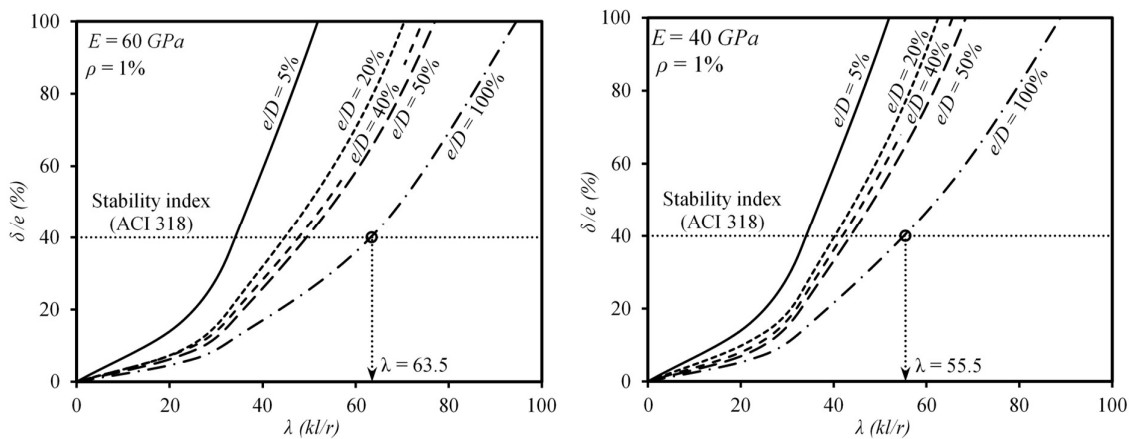 100
80
60
40
20
0
δ/e (%)
E = 60 GPa
ρ = 1%
e/D = 5%
e/D = 20%
e/D = 40%
e/D = 50%
e/D = 100%
Stability index
(ACI 318)
λ = 63.5
0 20 40 60 80 100
λ (kl/r)
100
80
60
40
20
0
δ/e (%)
E = 40 GPa
ρ = 1%
e/D = 5%
e/D = 20%
e/D = 40%
e/D = 50%
e/D = 100%
Stability index
(ACI 318)
λ = 55.5
0 20 40 60 80 100
λ (kl/r)